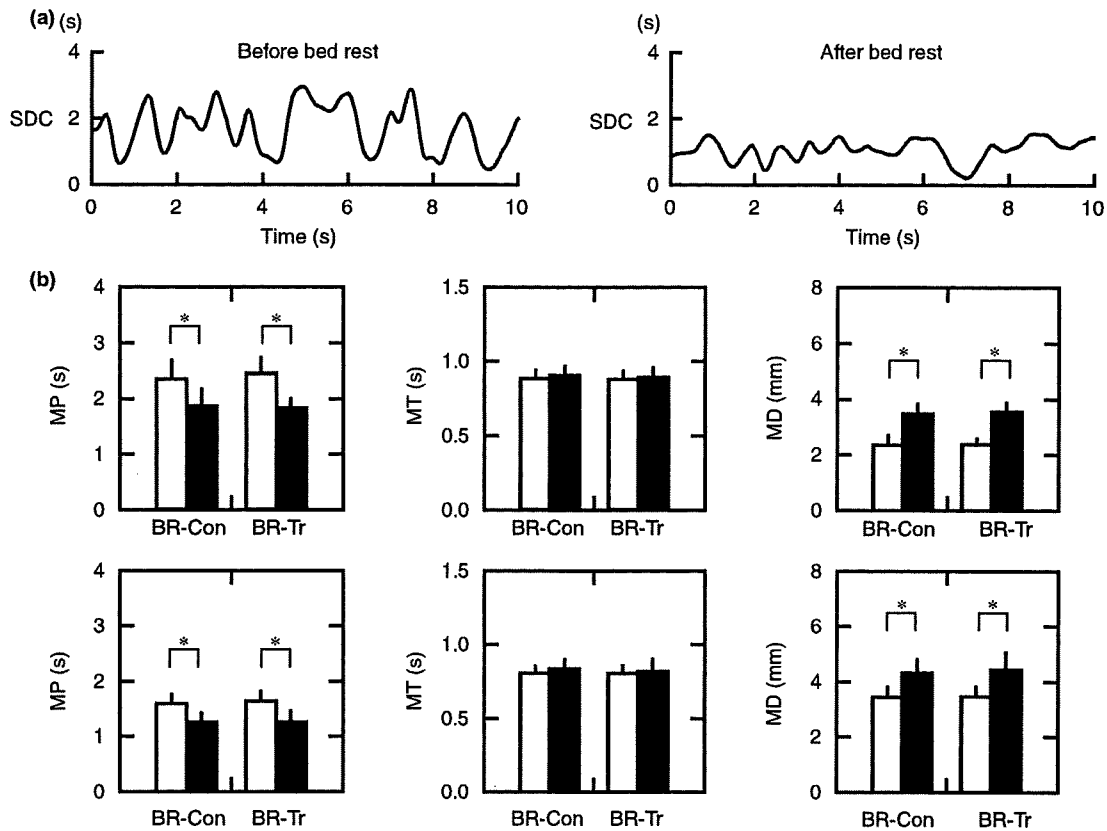 (a) (s)
Before bed rest
4
SDC 2
0
0 2 4 6 8 10
Time (s)
(s)
After bed rest
4
SDC 2
0
0 2 4 6 8 10
Time (s)
(b)
4
3
MP (s)
2
1
0
* *
BR-Con BR-Tr
1.5
1.0
MT (s)
0.5
0.0
BR-Con BR-Tr
8
6
MD (mm)
4
2
0
* *
BR-Con BR-Tr
4
3
MP (s)
2
1
0
* *
BR-Con BR-Tr
1.5
1.0
MT (s)
0.5
0.0
BR-Con BR-Tr
8
6
MD (mm)
4
2
0
* *
BR-Con BR-Tr